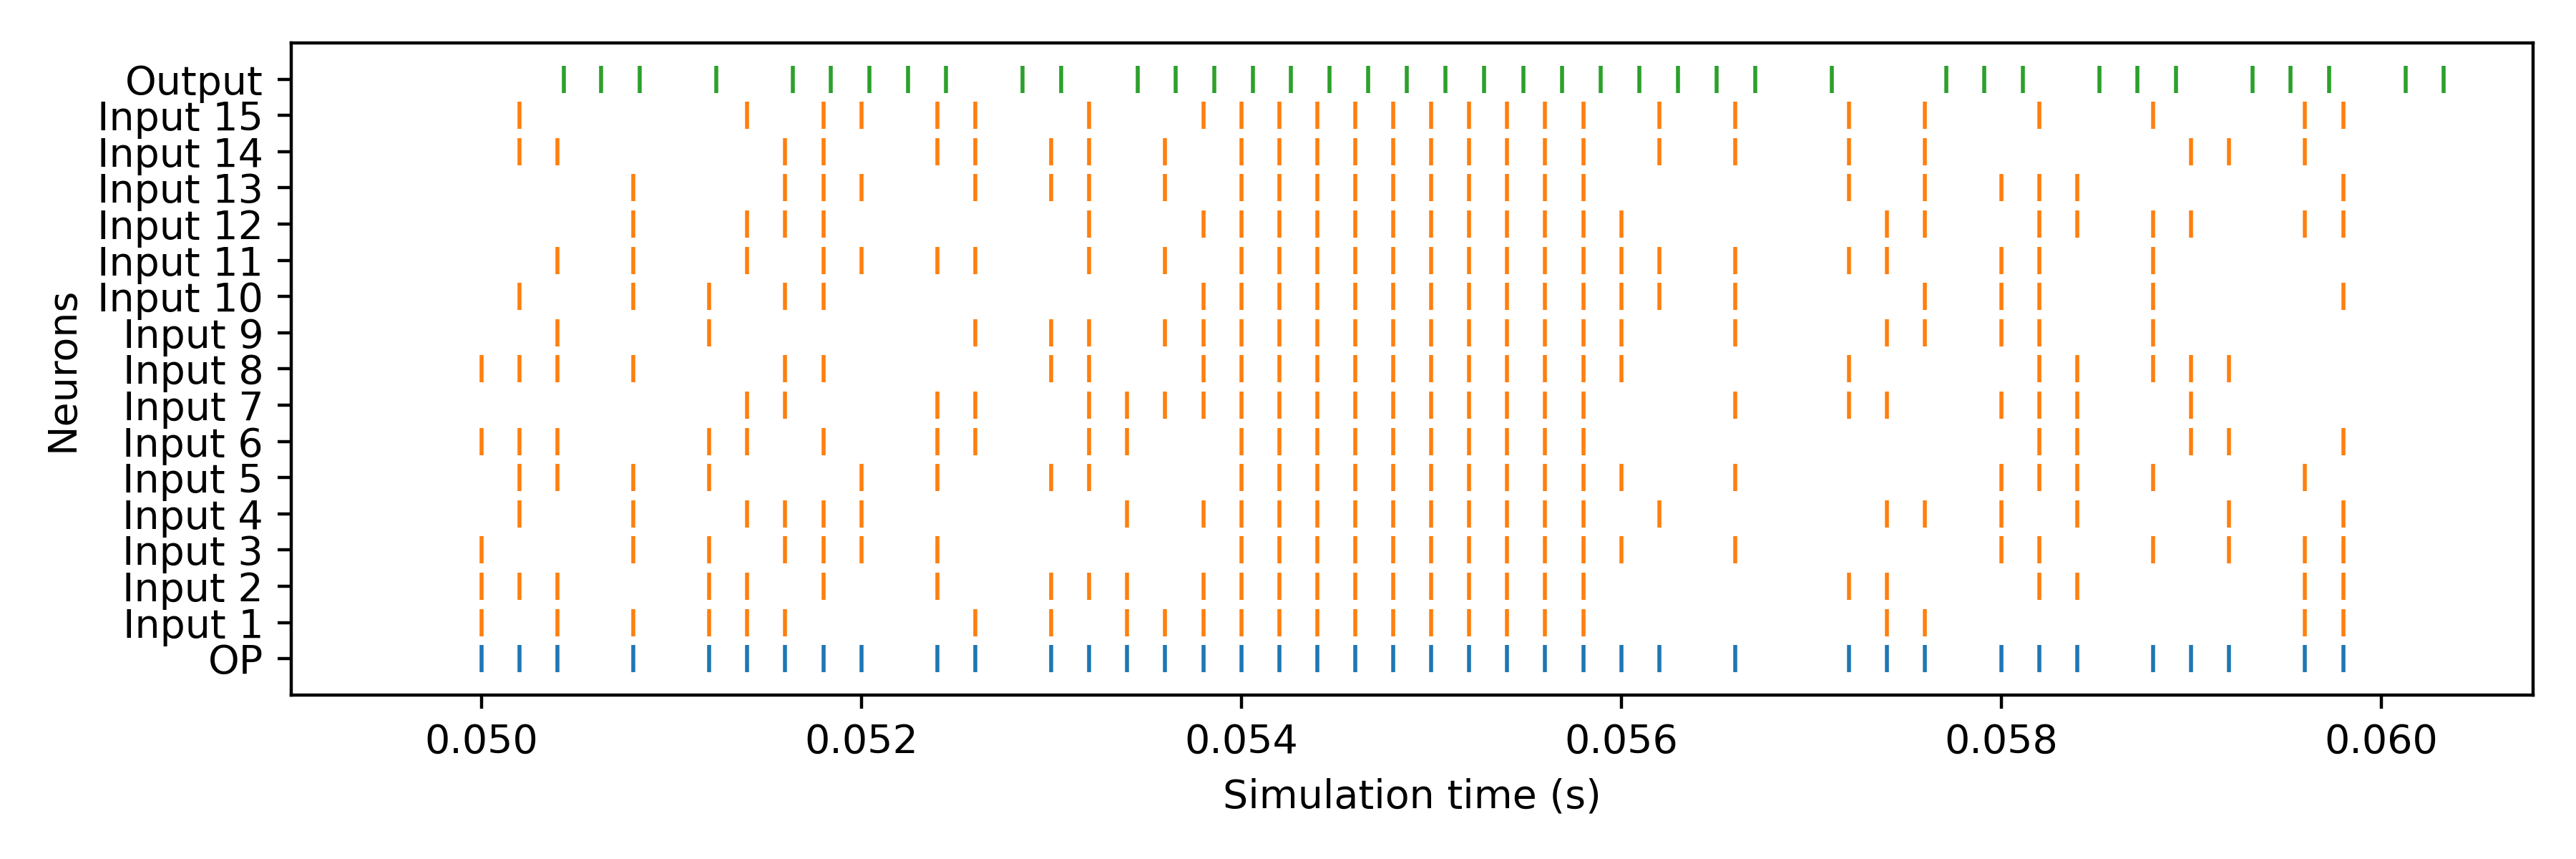 Output
Input 15
Input 14
Input 13
Input 12
Input 11
Input 10
Input 9
Input 8
Input 7
Input 6
Input 5
Input 4
Input 3
Input 2
Input 1
OP
Neurons
0.050 0.052 0.054 0.056 0.058 0.060
Simulation time (s)